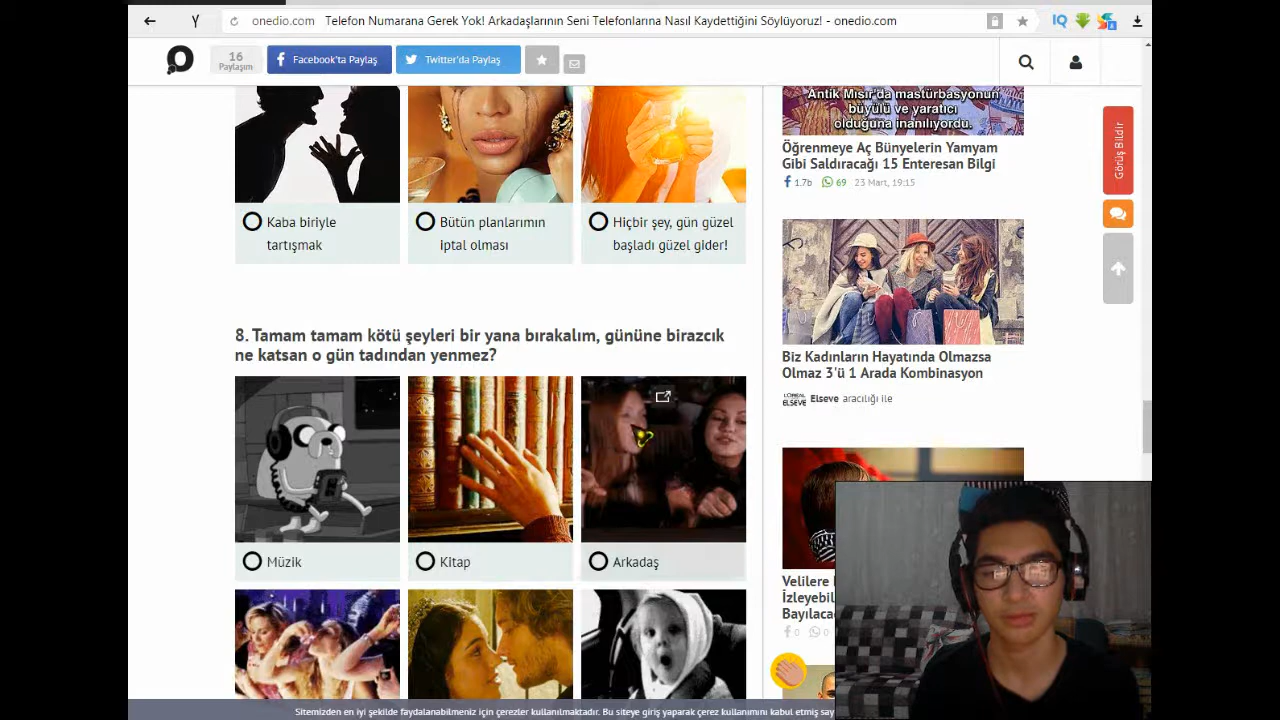 onedio.com Telefon Numarana Gerek Yok! Arkadaşlarının Seni Telefonlarına Nasıl Kaydettiğini Söylüyoruz! - onedio.com
16
Paylaşım
Facebook'ta Paylaş
Twitter'da Paylaş
Kaba biriyle
tartışmak
Bütün planlarımın
iptal olması
Hiçbir şey, gün güzel
başladı güzel gider!
8. Tamam tamam kötü şeyleri bir yana bırakalım, gününe birazcık
ne katsan o gün tadından yenmez?
Müzik
Kitap
Arkadaş
Antik Mısır'da mastürbasyonun
büyülü ve yaratıcı
olduğuna inanılıyordu.
Öğrenmeye Aç Bünyelerin Yamyam
Gibi Saldıracağı 15 Enteresan Bilgi
1.7b 69 23 Mart, 19:15
Biz Kadınların Hayatında Olmazsa
Olmaz 3'ü 1 Arada Kombinasyon
L'ORÉAL
ELSEVE
Elseve aracılığı ile
Velilere
İzleyebil
Bayılaca
0 0
Görüş Bildir
Sitemizden en iyi şekilde faydalanabilmeniz için çerezler kullanılmaktadır. Bu siteye giriş yaparak çerez kullanımını kabul etmiş say